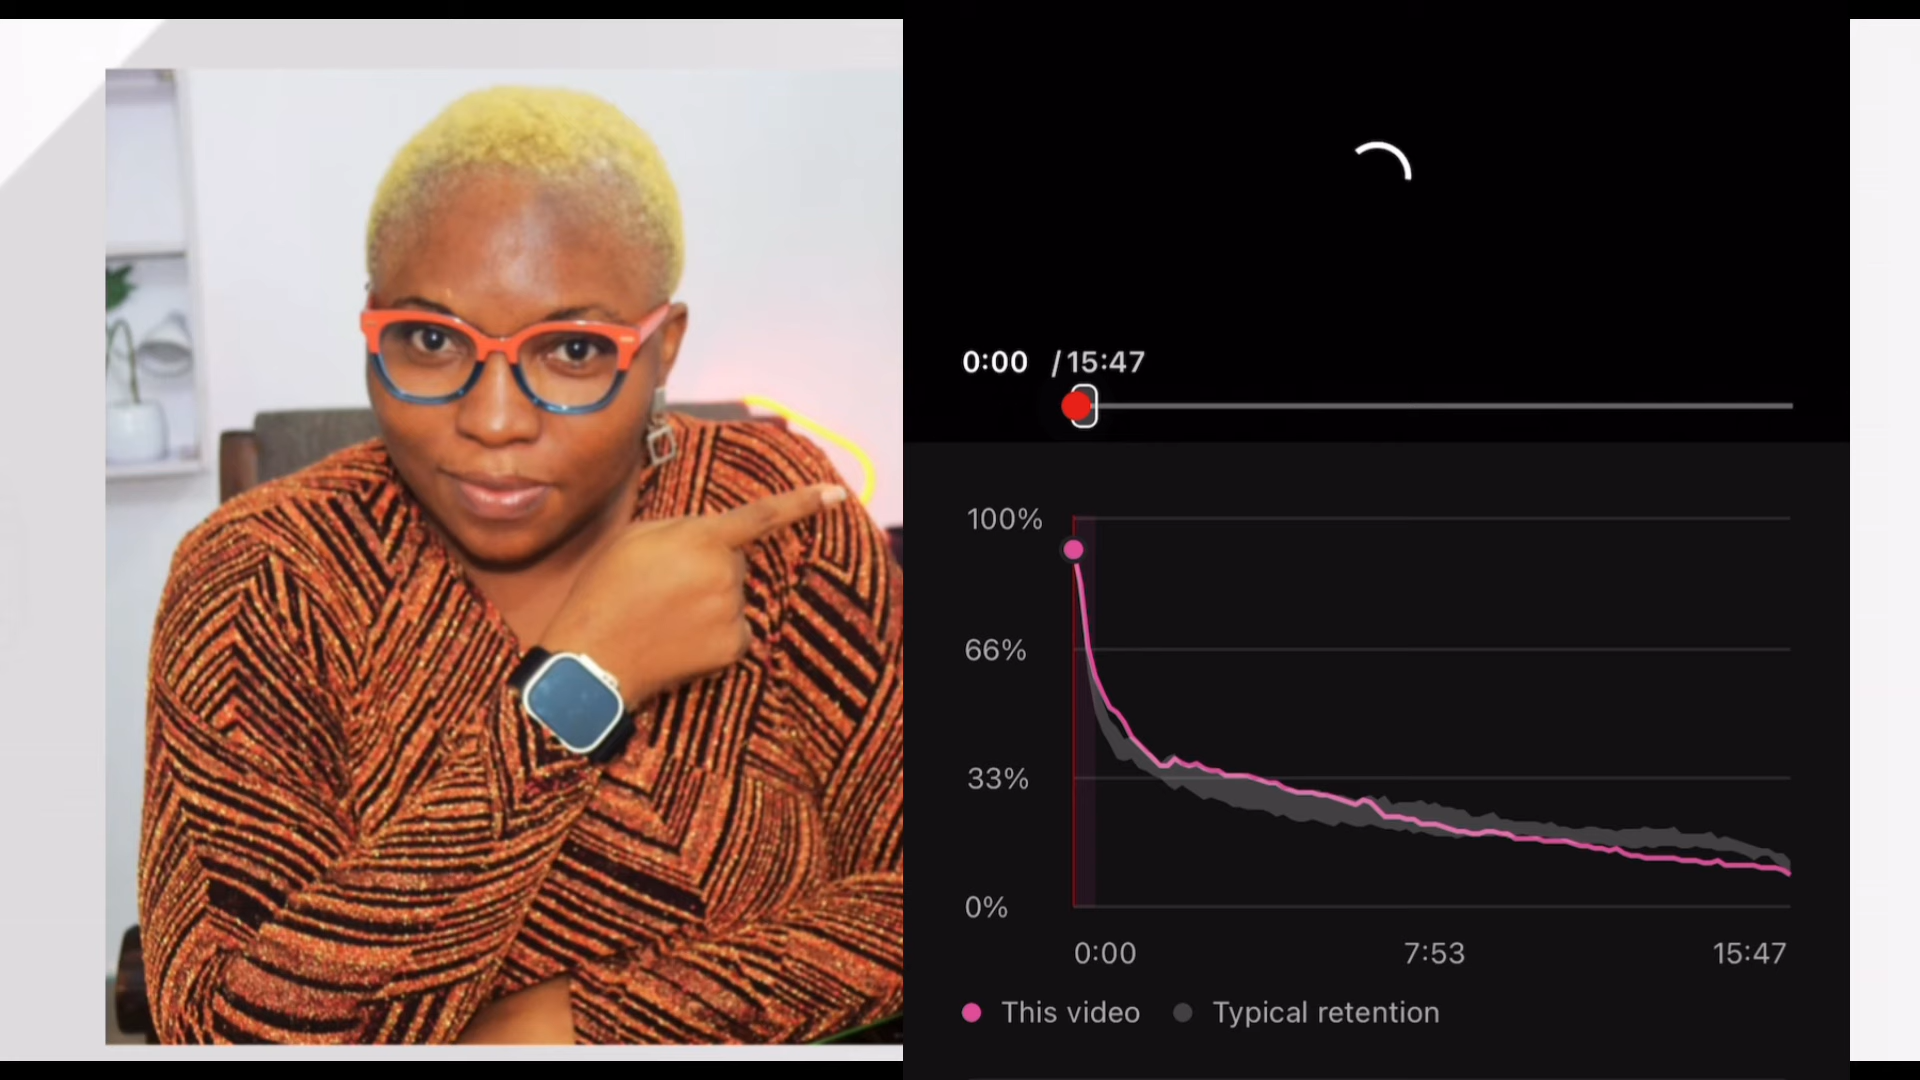 0:00 / 15:47
100%
66%
33%
0%
0:00 7:53 15:47
This video Typical retention